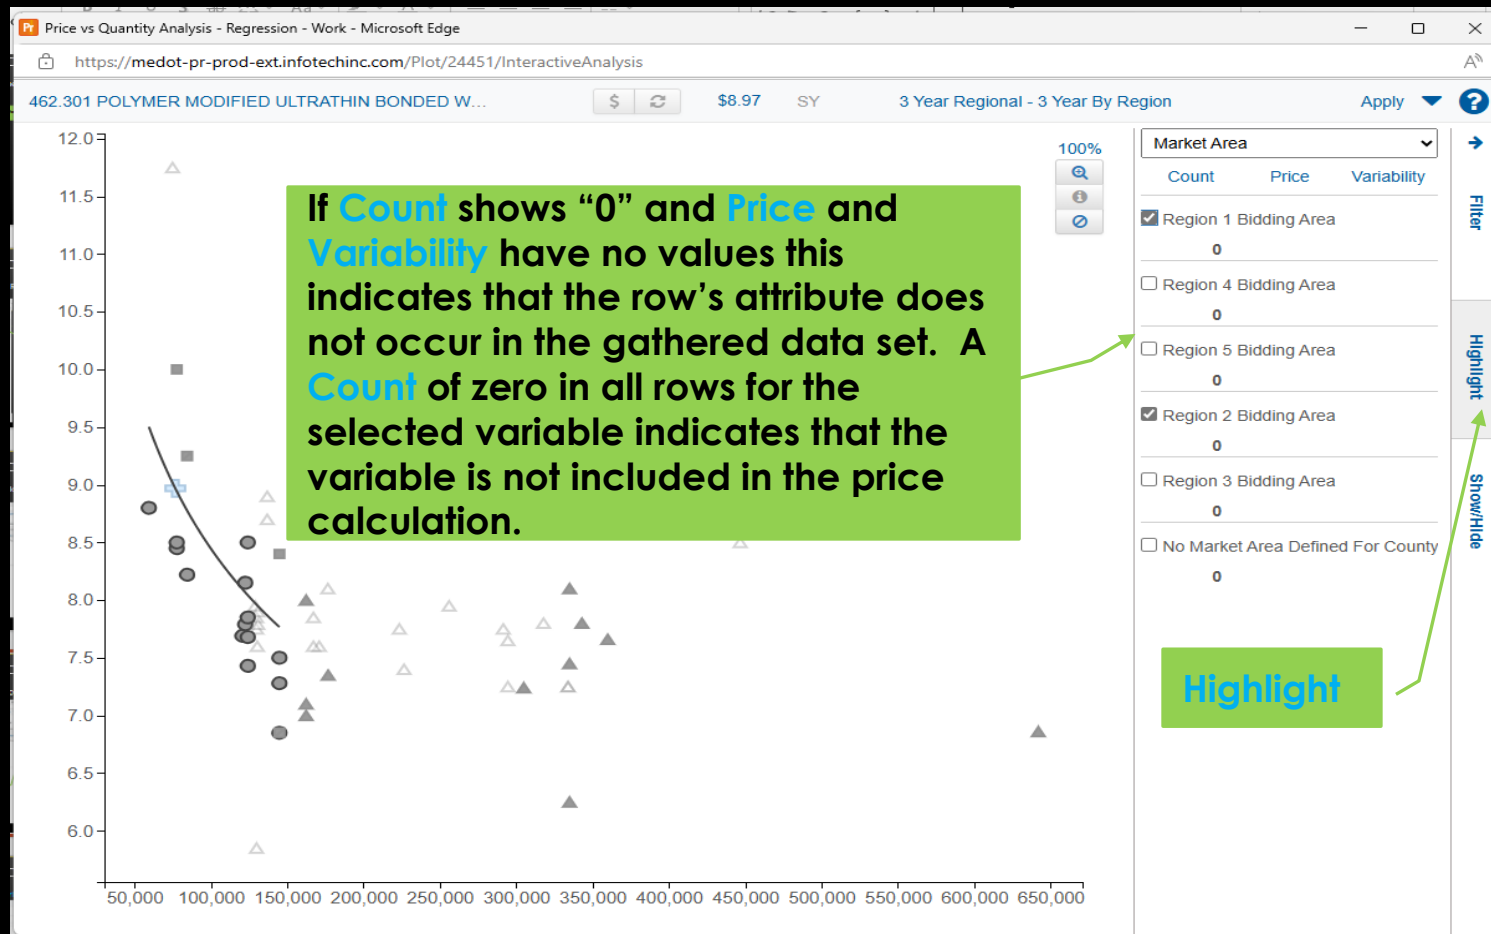 Pr Price vs Quantity Analysis - Regression - Work - Microsoft Edge
https://medot-pr-prod-ext.infotechinc.com/Plot/24451/InteractiveAnalysis
462.301 POLYMER MODIFIED ULTRATHIN BONDED W... $ $8.97 SY 3 Year Regional - 3 Year By Region Apply ?
12.0
11.5
11.0
10.5
10.0
9.5
9.0
8.5
8.0
7.5
7.0
6.5
6.0
50,000 100,000 150,000 200,000 250,000 300,000 350,000 400,000 450,000 500,000 550,000 600,000 650,000
100%
If Count shows “0” and Price and
Variability have no values this
indicates that the row’s attribute does
not occur in the gathered data set. A
Count of zero in all rows for the
selected variable indicates that the
variable is not included in the price
calculation.
Market Area
Count Price Variability
Region 1 Bidding Area
0
Region 4 Bidding Area
0
Region 5 Bidding Area
0
Region 2 Bidding Area
0
Region 3 Bidding Area
0
No Market Area Defined For County
0
Highlight
Filter
Highlight
Show/Hide